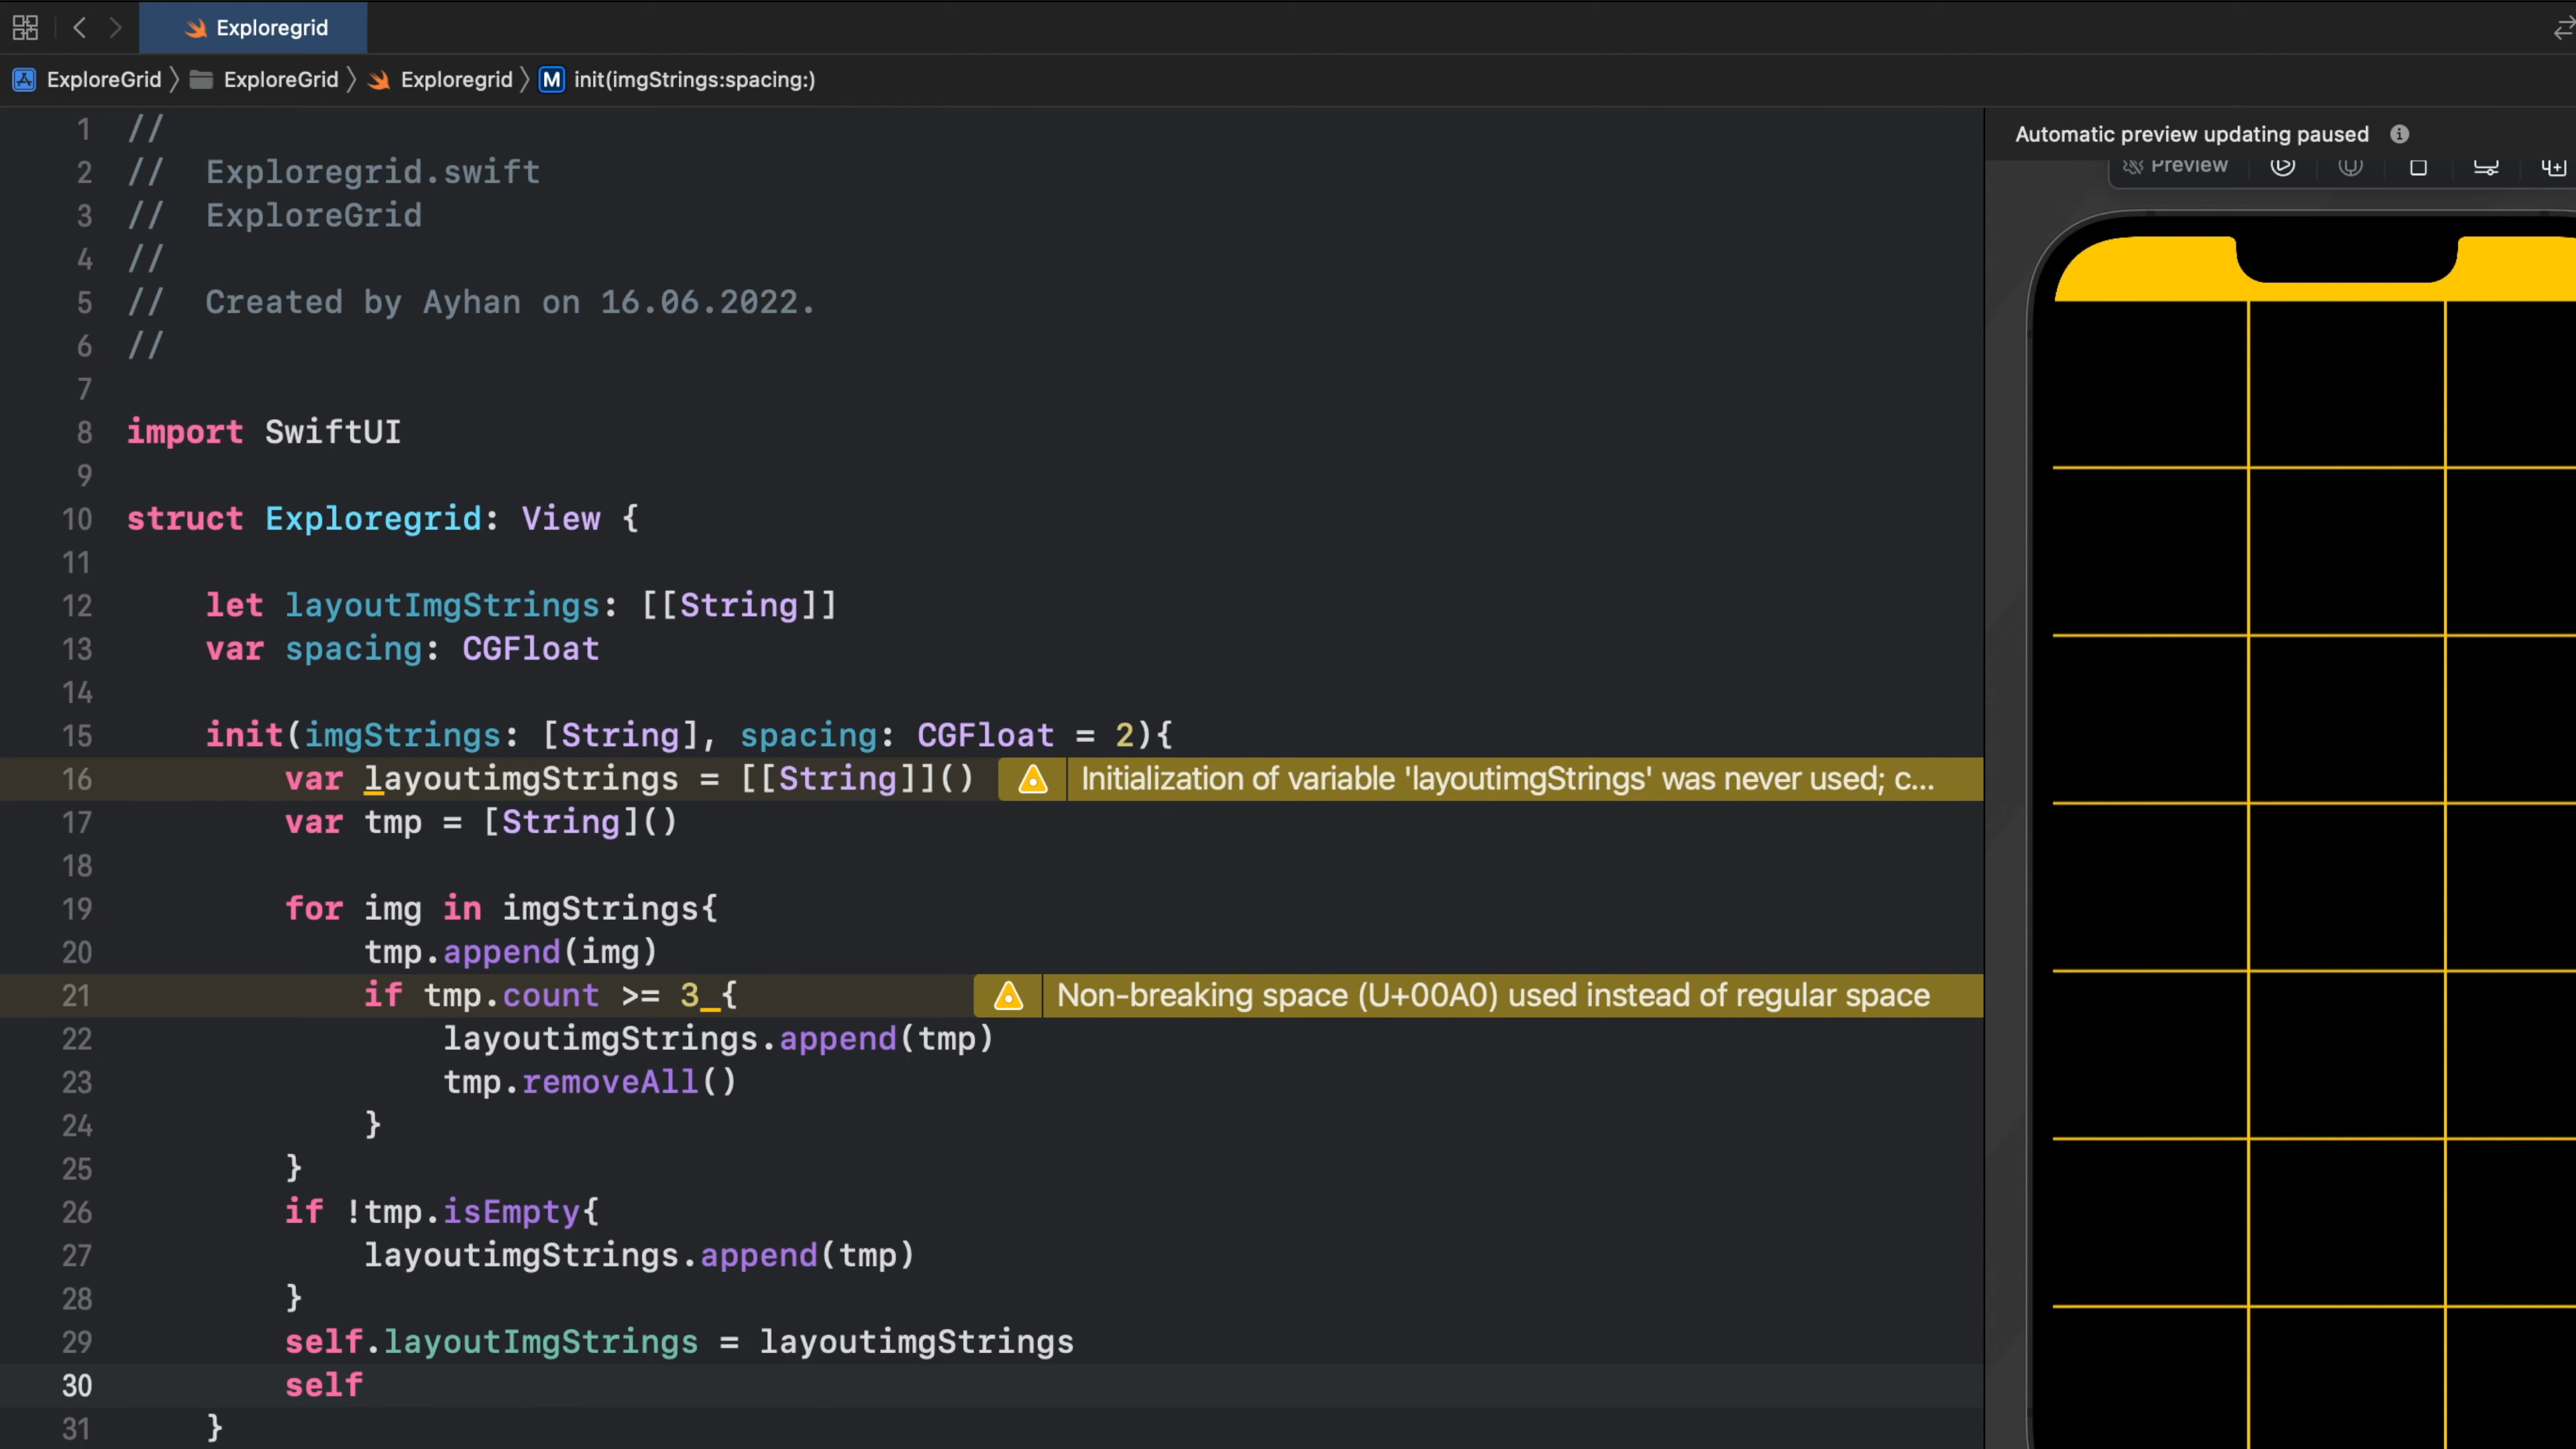 Exploregrid
ExploreGrid
ExploreGrid
Exploregrid
M init(imgStrings:spacing:)
1 //
2 //  Exploregrid.swift
3 //  ExploreGrid
4 //
5 //  Created by Ayhan on 16.06.2022.
6 //
7
8 import SwiftUI
9
10 struct Exploregrid: View {
11
12     let layoutImgStrings: [[String]]
13     var spacing: CGFloat
14
15     init(imgStrings: [String], spacing: CGFloat = 2){
16         var layoutimgStrings = [[String]]() Initialization of variable 'layoutimgStrings' was never used; c...
17         var tmp = [String]()
18
19         for img in imgStrings{
20             tmp.append(img)
21             if tmp.count >= 3 { Non-breaking space (U+00A0) used instead of regular space
22                 layoutimgStrings.append(tmp)
23                 tmp.removeAll()
24             }
25         }
26         if !tmp.isEmpty{
27             layoutimgStrings.append(tmp)
28         }
29         self.layoutImgStrings = layoutimgStrings
30         self
31     }
Automatic preview updating paused
Preview